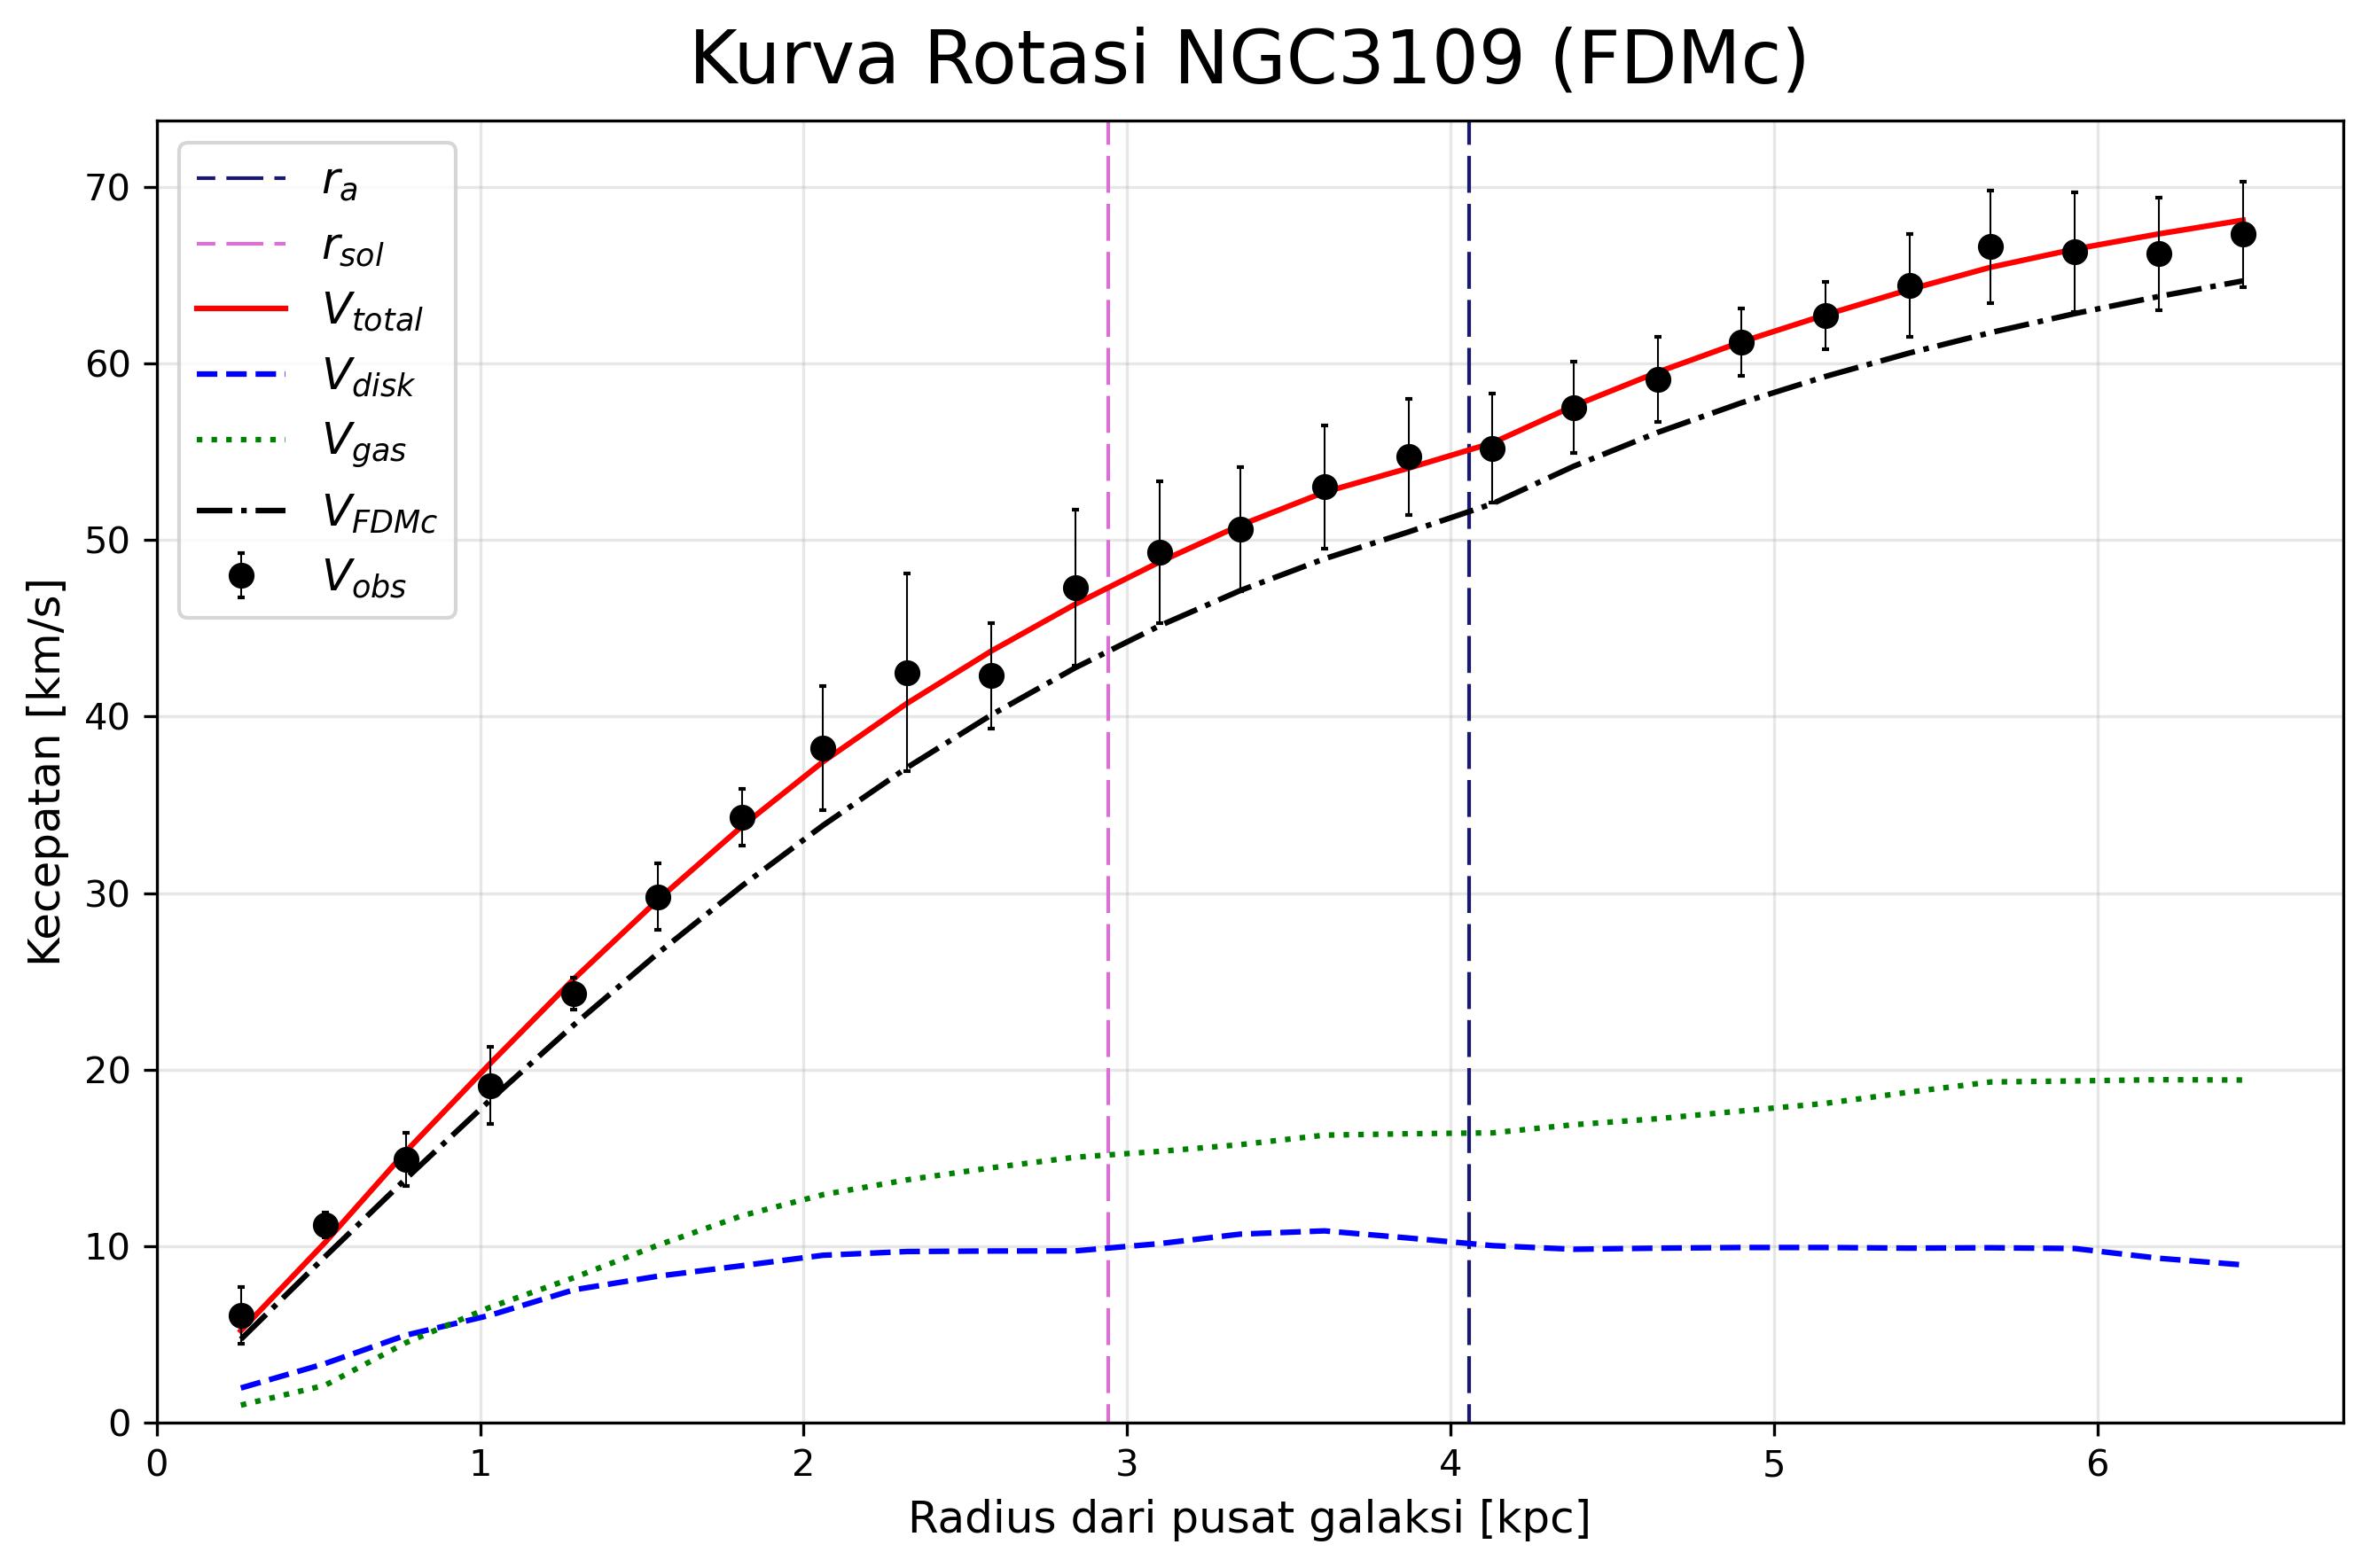 Kurva Rotasi NGC3109 (FDMc)
r_a
r_sol
V_total
V_disk
V_gas
V_FDMc
V_obs
Kecepatan [km/s]
70
60
50
40
30
20
10
0
0 1 2 3 4 5 6
Radius dari pusat galaksi [kpc]